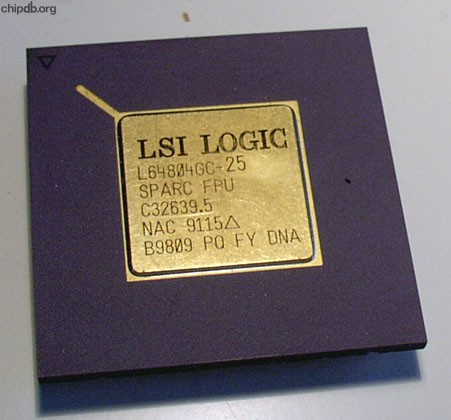 chipdb.org
LSI LOGIC
L64804GC-25
SPARC FPU
C32639.5
NAC 9115△
B9809 PQ FY DNA